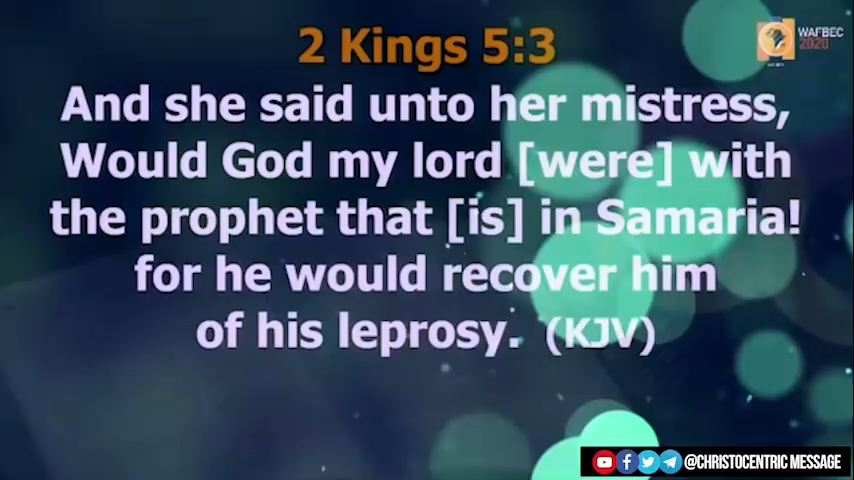 2 Kings 5:3
WAFBEC
2020
And she said unto her mistress,
Would God my lord [were] with
the prophet that [is] in Samaria!
for he would recover him
of his leprosy. (KJV)
@CHRISTOCENTRIC MESSAGE